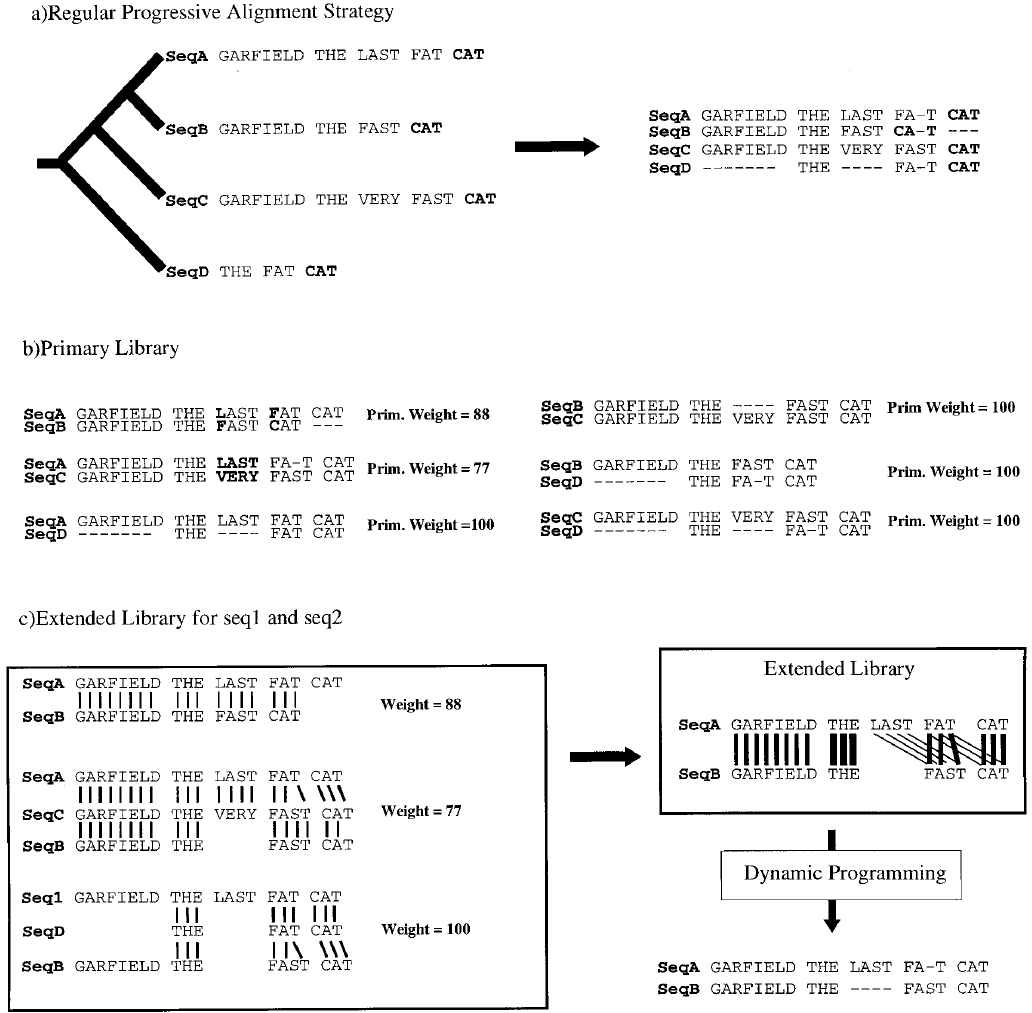 a)Regular Progressive Alignment Strategy
SeqA GARFIELD THE LAST FAT CAT
SeqB GARFIELD THE FAST CAT
SeqC GARFIELD THE VERY FAST CAT
SeqD THE FAT CAT
SeqA GARFIELD THE LAST FA-T CAT
SeqB GARFIELD THE FAST CA-T ---
SeqC GARFIELD THE VERY FAST CAT
SeqD -------- THE ---- FA-T CAT
b)Primary Library
SeqA GARFIELD THE LAST FAT CAT
SeqB GARFIELD THE FAST CAT ---
Prim. Weight = 88
SeqA GARFIELD THE LAST FA-T CAT
SeqC GARFIELD THE VERY FAST CAT
Prim. Weight = 77
SeqA GARFIELD THE LAST FAT CAT
SeqD ------- THE ---- FAT CAT
Prim. Weight =100
SeqB GARFIELD THE ---- FAST CAT
SeqC GARFIELD THE VERY FAST CAT
Prim Weight = 100
SeqB GARFIELD THE FAST CAT
SeqD ------- THE FA-T CAT
Prim. Weight = 100
SeqC GARFIELD THE VERY FAST CAT
SeqD ------- THE ---- FA-T CAT
Prim. Weight = 100
c)Extended Library for seq1 and seq2
SeqA GARFIELD THE LAST FAT CAT
SeqB GARFIELD THE FAST CAT
Weight = 88
SeqA GARFIELD THE LAST FAT CAT
SeqC GARFIELD THE VERY FAST CAT
SeqB GARFIELD THE FAST CAT
Weight = 77
Seq1 GARFIELD THE LAST FAT CAT
SeqD THE FAT CAT
SeqB GARFIELD THE FAST CAT
Weight = 100
Extended Library
SeqA GARFIELD THE LAST FAT CAT
SeqB GARFIELD THE FAST CAT
Dynamic Programming
SeqA GARFIELD THE LAST FA-T CAT
SeqB GARFIELD THE ---- FAST CAT